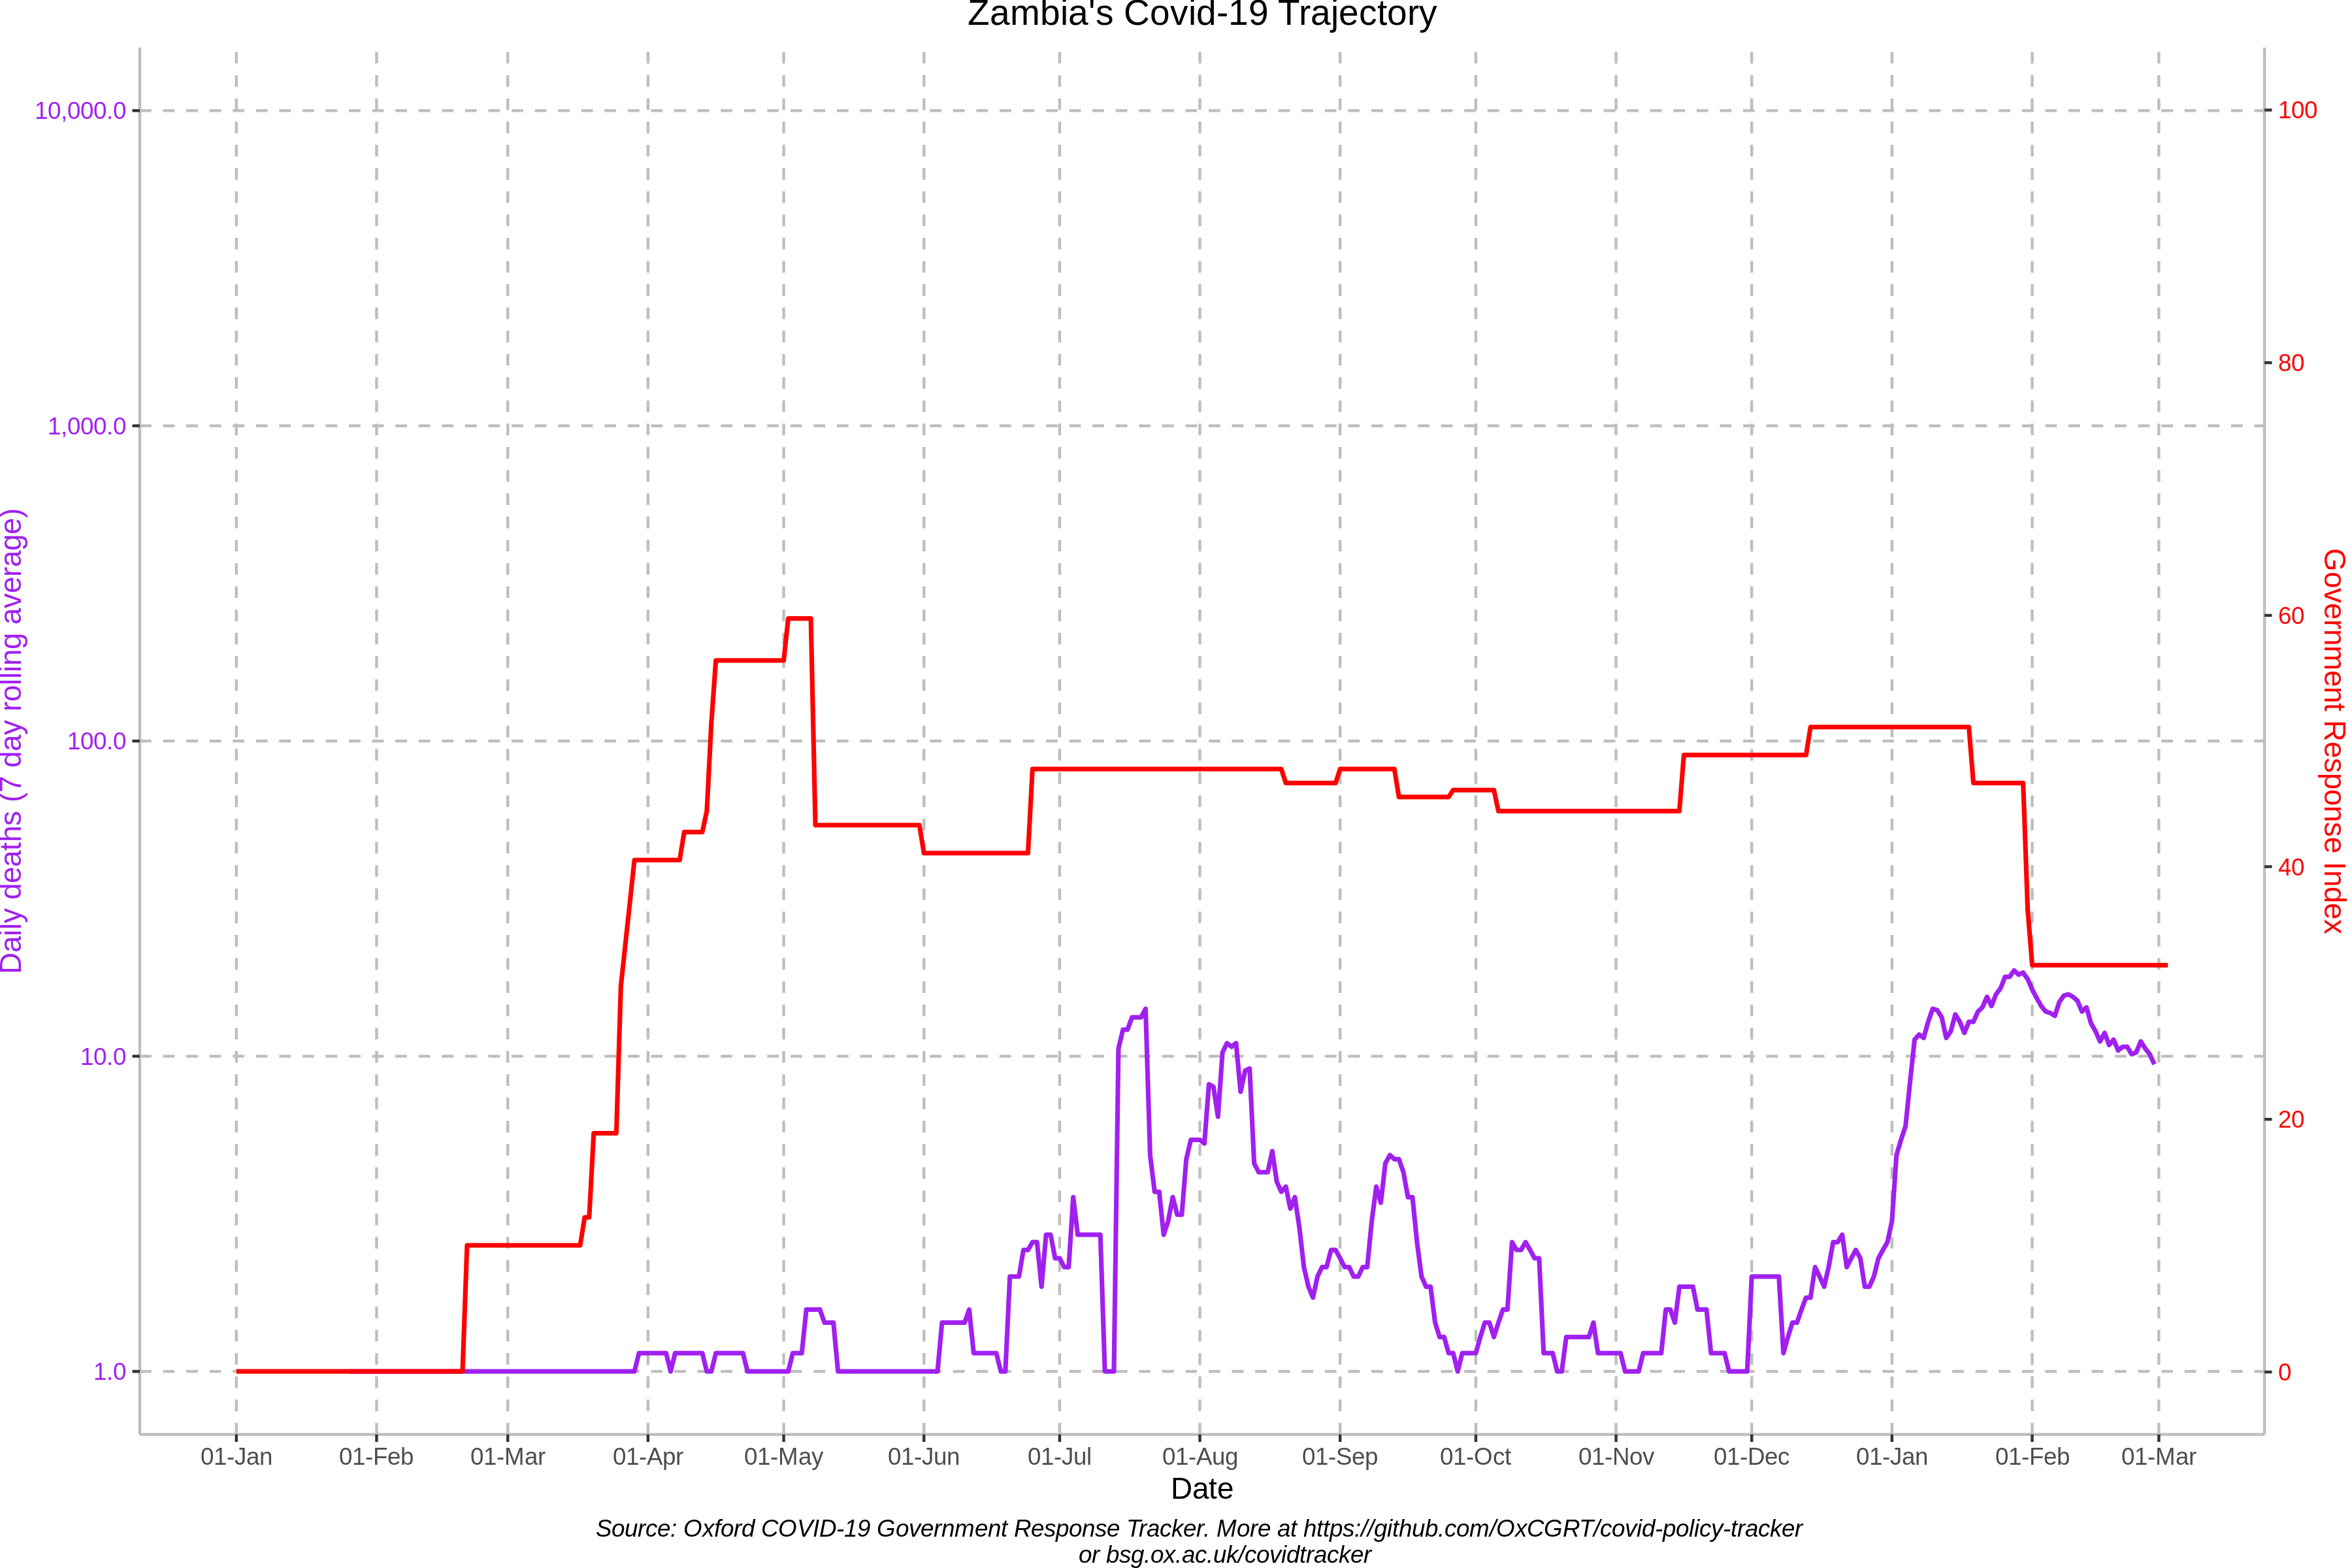 Zambia's Covid-19 Trajectory
10,000.0
1,000.0
100.0
10.0
1.0
Daily deaths (7 day rolling average)
100
80
60
40
20
0
Government Response Index
01-Jan 01-Feb 01-Mar 01-Apr 01-May 01-Jun 01-Jul 01-Aug 01-Sep 01-Oct 01-Nov 01-Dec 01-Jan 01-Feb 01-Mar
Date
Source: Oxford COVID-19 Government Response Tracker. More at https://github.com/OxCGRT/covid-policy-tracker
or bsg.ox.ac.uk/covidtracker